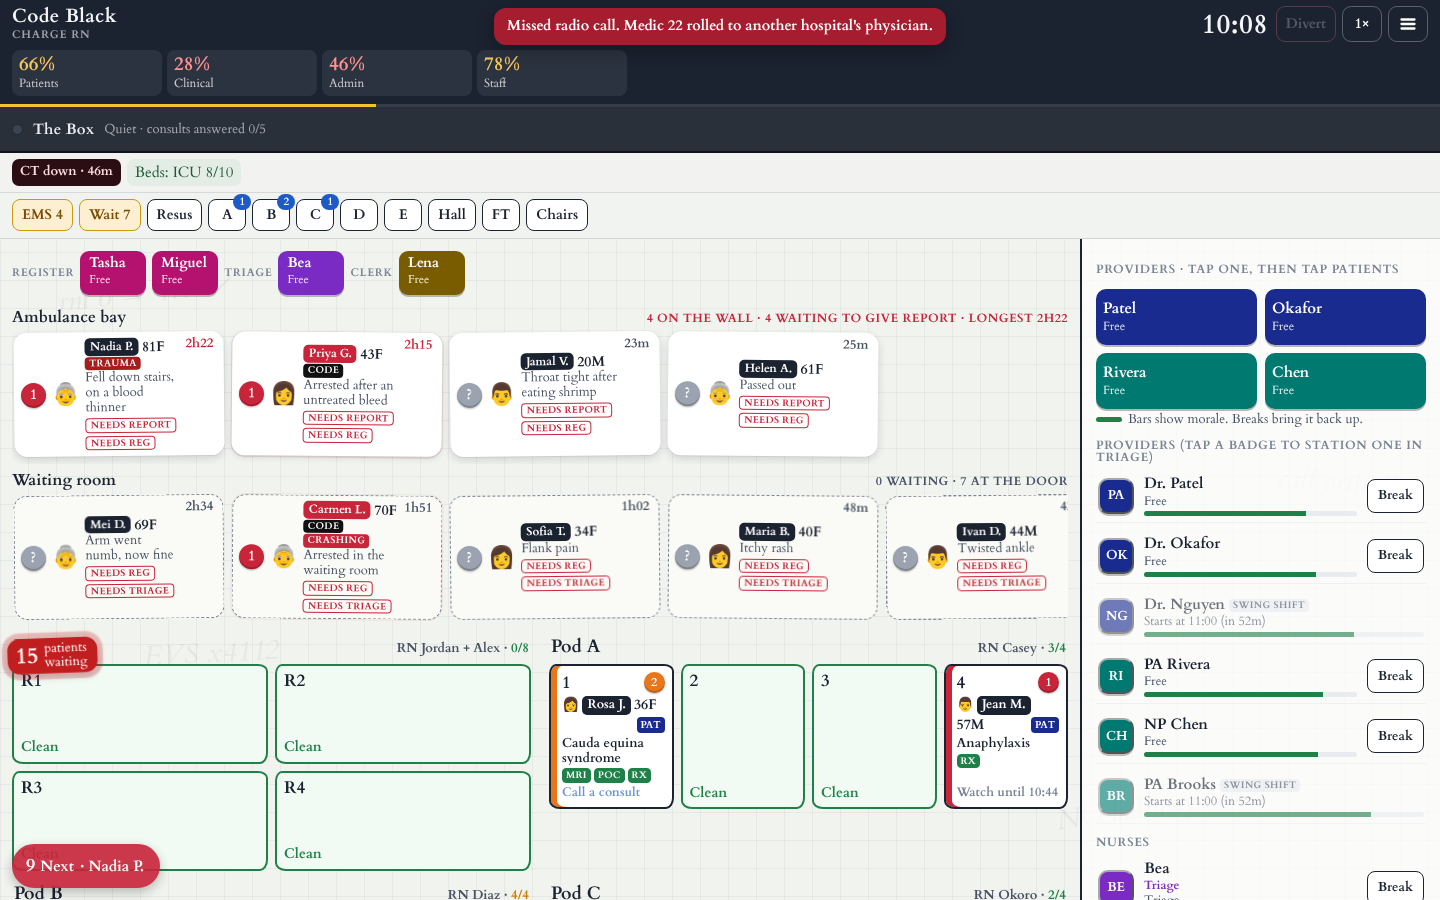 Code Black
CHARGE RN
Missed radio call. Medic 22 rolled to another hospital's physician.
10:08
Divert
1×
66%
Patients
28%
Clinical
46%
Admin
78%
Staff
The Box Quiet · consults answered 0/5
CT down · 46m
Beds: ICU 8/10
EMS 4
Wait 7
Resus
A 1
B 2
C 1
D
E
Hall
FT
Chairs
REGISTER
Tasha
Free
Miguel
Free
TRIAGE
Bea
Free
CLERK
Lena
Free
Ambulance bay
4 ON THE WALL · 4 WAITING TO GIVE REPORT · LONGEST 2H22
2h22
1
Nadia P. 81F
TRAUMA
Fell down stairs,
on a blood
thinner
NEEDS REPORT
NEEDS REG
2h15
1
Priya G. 43F
CODE
Arrested after an
untreated bleed
NEEDS REPORT
NEEDS REG
23m
?
Jamal V. 20M
Throat tight after
eating shrimp
NEEDS REPORT
NEEDS REG
25m
?
Helen A. 61F
Passed out
NEEDS REPORT
NEEDS REG
Waiting room
0 WAITING · 7 AT THE DOOR
2h34
?
Mei D. 69F
Arm went
numb, now fine
NEEDS REG
NEEDS TRIAGE
1h51
1
Carmen L. 70F
CODE
CRASHING
Arrested in the
waiting room
NEEDS REG
NEEDS TRIAGE
1h02
?
Sofia T. 34F
Flank pain
NEEDS REG
NEEDS TRIAGE
48m
?
Maria B. 40F
Itchy rash
NEEDS REG
NEEDS TRIAGE
?
Ivan D. 44M
Twisted ankle
NEEDS REG
NEEDS TRIAGE
EVS x4112
15 patients
waiting
RN Jordan + Alex · 0/8
R1
Clean
R2
Clean
R3
Clean
R4
Clean
9 Next · Nadia P.
Pod A
RN Casey · 3/4
1
2
Rosa J. 36F
PAT
Cauda equina
syndrome
MRI POC RX
Call a consult
2
Clean
3
Clean
4
1
Jean M.
57M
PAT
Anaphylaxis
RX
Watch until 10:44
Pod B
RN Diaz · 4/4
Pod C
RN Okoro · 2/4
PROVIDERS · TAP ONE, THEN TAP PATIENTS
Patel
Free
Okafor
Free
Rivera
Free
Chen
Free
Bars show morale. Breaks bring it back up.
PROVIDERS (TAP A BADGE TO STATION ONE IN
TRIAGE)
PA
Dr. Patel
Free
Break
OK
Dr. Okafor
Free
Break
NG
Dr. Nguyen SWING SHIFT
Starts at 11:00 (in 52m)
RI
PA Rivera
Free
Break
CH
NP Chen
Free
Break
BR
PA Brooks SWING SHIFT
Starts at 11:00 (in 52m)
NURSES
BE
Bea
Triage
Triage
Break